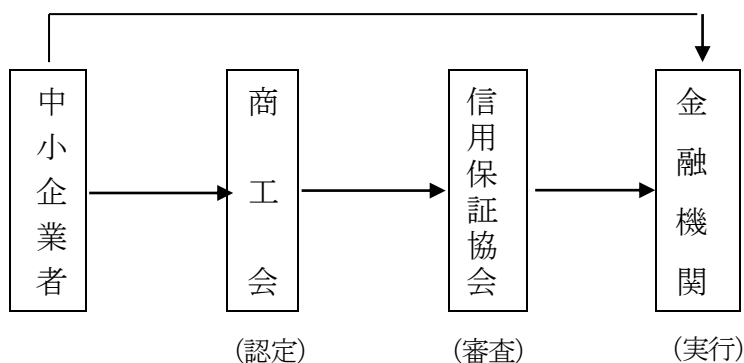 中小企業者
商工会
信用保証協会
金融機関
(認定)
(審査)
(実行)